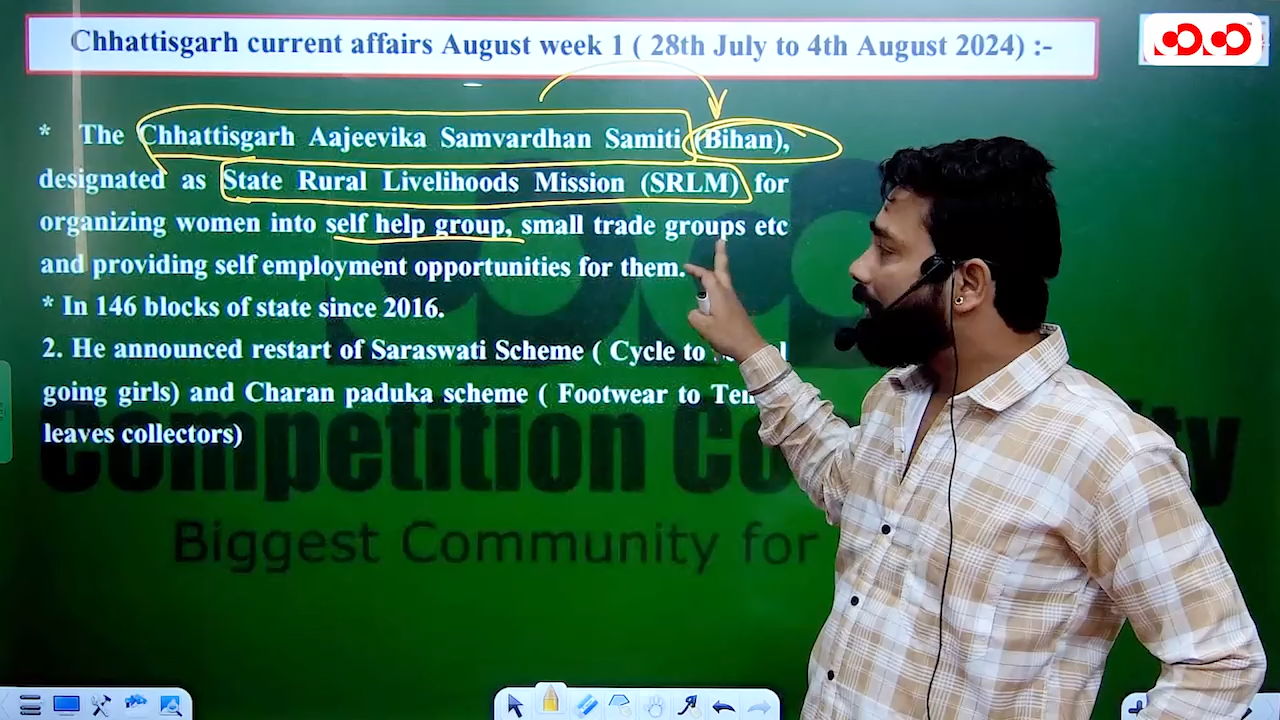 Chhattisgarh current affairs August week 1 ( 28th July to 4th August 2024) :-
* The Chhattisgarh Aajeevika Samvardhan Samiti (Bihan),
designated as State Rural Livelihoods Mission (SRLM) for
organizing women into self help group, small trade groups etc
and providing self employment opportunities for them.
* In 146 blocks of state since 2016.
2. He announced restart of Saraswati Scheme ( Cycle to
going girls) and Charan paduka scheme ( Footwear to
leaves collectors)
Competition
Biggest Community for